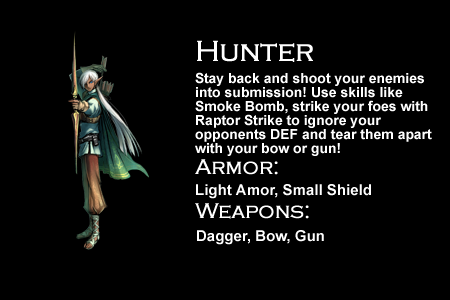 Hunter
Stay back and shoot your enemies
into submission! Use skills like
Smoke Bomb, strike your foes with
Raptor Strike to ignore your
opponents DEF and tear them apart
with your bow or gun!
Armor:
Light Amor, Small Shield
Weapons:
Dagger, Bow, Gun